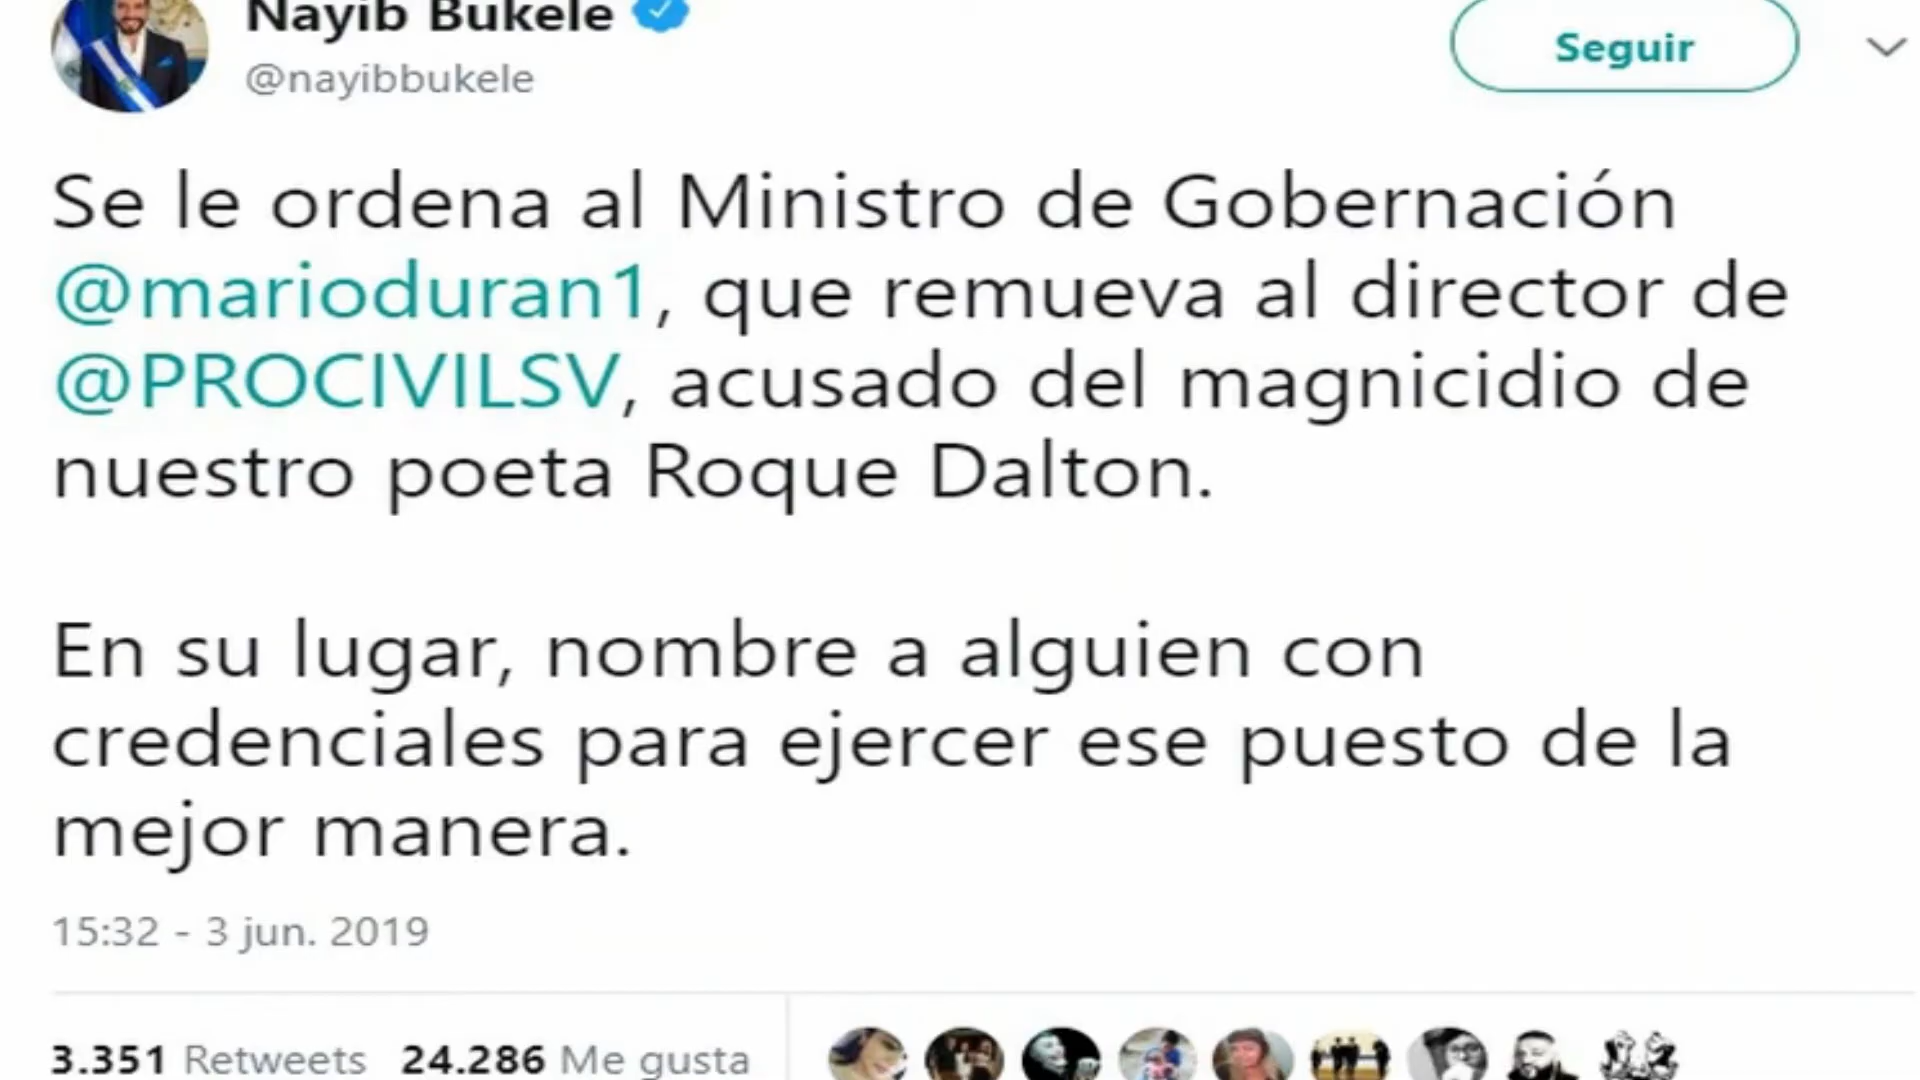 Nayib Bukele
@nayibbukele
Seguir
Se le ordena al Ministro de Gobernación
@marioduran1, que remueva al director de
@PROCIVILSV, acusado del magnicidio de
nuestro poeta Roque Dalton.
En su lugar, nombre a alguien con
credenciales para ejercer ese puesto de la
mejor manera.
15:32 - 3 jun. 2019
3.351 Retweets 24.286 Me gusta